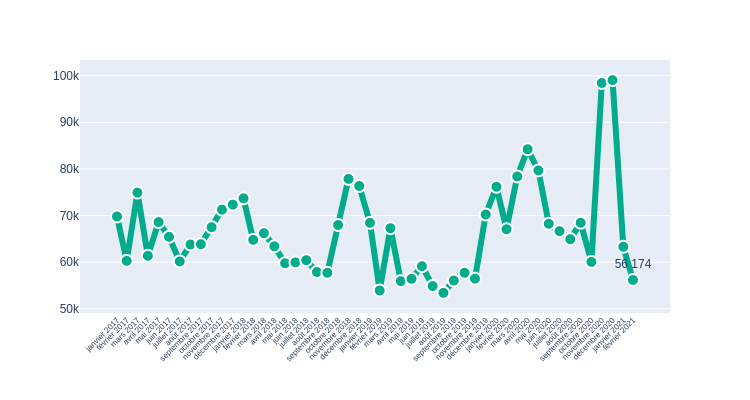 100k
90k
80k
70k
60k
50k
56,174
janvier 2017
février 2017
mars 2017
avril 2017
mai 2017
juin 2017
juillet 2017
août 2017
septembre 2017
octobre 2017
novembre 2017
décembre 2017
janvier 2018
février 2018
mars 2018
avril 2018
mai 2018
juin 2018
juillet 2018
août 2018
septembre 2018
octobre 2018
novembre 2018
décembre 2018
janvier 2019
février 2019
mars 2019
avril 2019
mai 2019
juin 2019
juillet 2019
août 2019
septembre 2019
octobre 2019
novembre 2019
décembre 2019
janvier 2020
février 2020
mars 2020
avril 2020
mai 2020
juin 2020
juillet 2020
août 2020
septembre 2020
octobre 2020
novembre 2020
décembre 2020
janvier 2021
février 2021